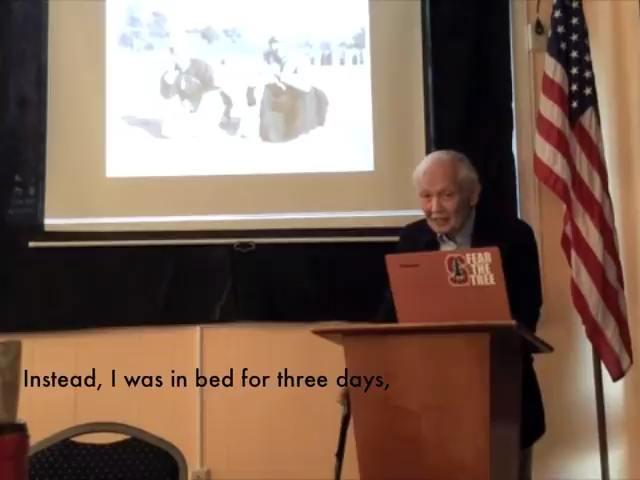 FEAR
THE
TREE
Instead, I was in bed for three days,